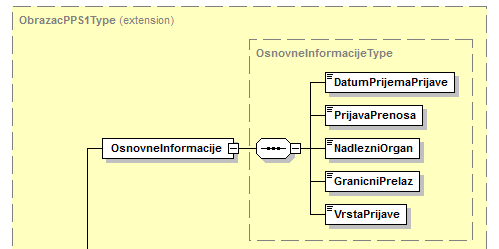 ObrazacPPS1Type (extension)
OsnovneInformacijeType
DatumPrijemaPrijave
PrijavaPrenosa
OsnovneInformacije
NadlezniOrgan
GranicniPrelaz
VrstaPrijave